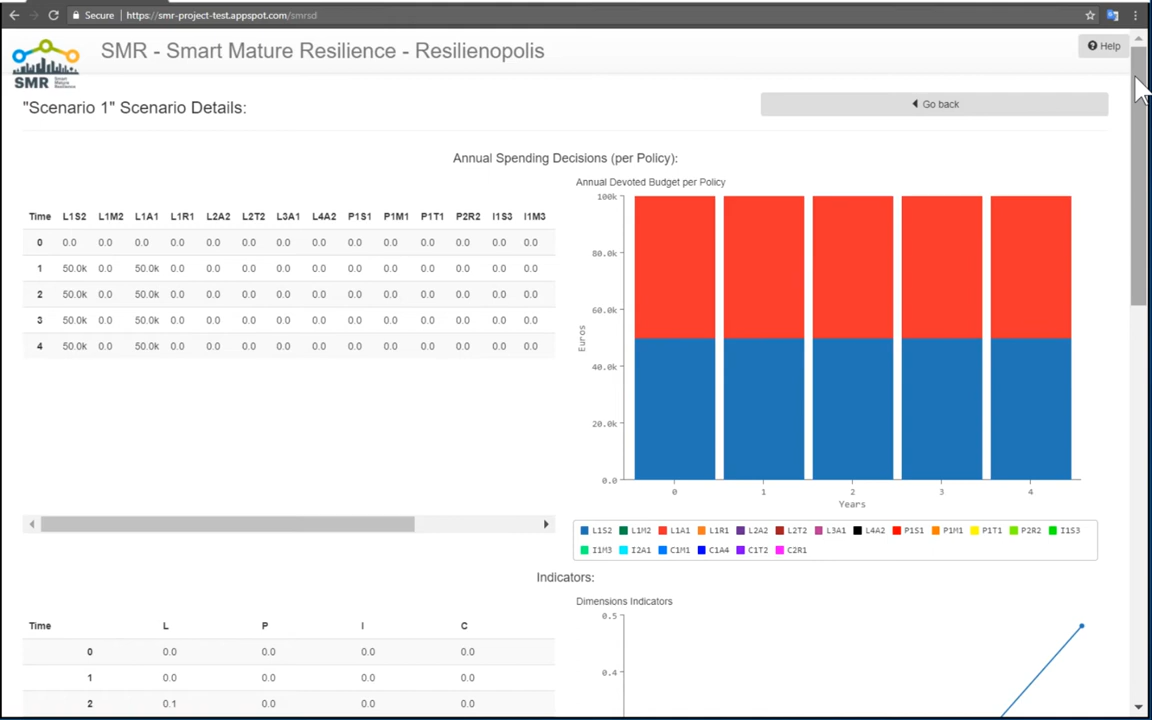 Secure https://smr-project-test.appspot.com/smrsd
SMR - Smart Mature Resilience - Resilienopolis
Help
SMR Smart Mature Resilience
"Scenario 1" Scenario Details:
Go back
Annual Spending Decisions (per Policy):
Time L1S2 L1M2 L1A1 L1R1 L2A2 L2T2 L3A1 L4A2 P1S1 P1M1 P1T1 P2R2 I1S3 I1M3
0 0.0 0.0 0.0 0.0 0.0 0.0 0.0 0.0 0.0 0.0 0.0 0.0 0.0 0.0
1 50.0k 0.0 50.0k 0.0 0.0 0.0 0.0 0.0 0.0 0.0 0.0 0.0 0.0 0.0
2 50.0k 0.0 50.0k 0.0 0.0 0.0 0.0 0.0 0.0 0.0 0.0 0.0 0.0 0.0
3 50.0k 0.0 50.0k 0.0 0.0 0.0 0.0 0.0 0.0 0.0 0.0 0.0 0.0 0.0
4 50.0k 0.0 50.0k 0.0 0.0 0.0 0.0 0.0 0.0 0.0 0.0 0.0 0.0 0.0
Annual Devoted Budget per Policy
100k
80.0k
60.0k
40.0k
20.0k
0.0
Euros
0 1 2 3 4
Years
L1S2 L1M2 L1A1 L1R1 L2A2 L2T2 L3A1 L4A2 P1S1 P1M1 P1T1 P2R2 I1S3
I1M3 I2A1 C1M1 C1A4 C1T2 C2R1
Indicators:
Time L P I C
0 0.0 0.0 0.0 0.0
1 0.0 0.0 0.0 0.0
2 0.1 0.0 0.0 0.0
Dimensions Indicators
0.5
0.4